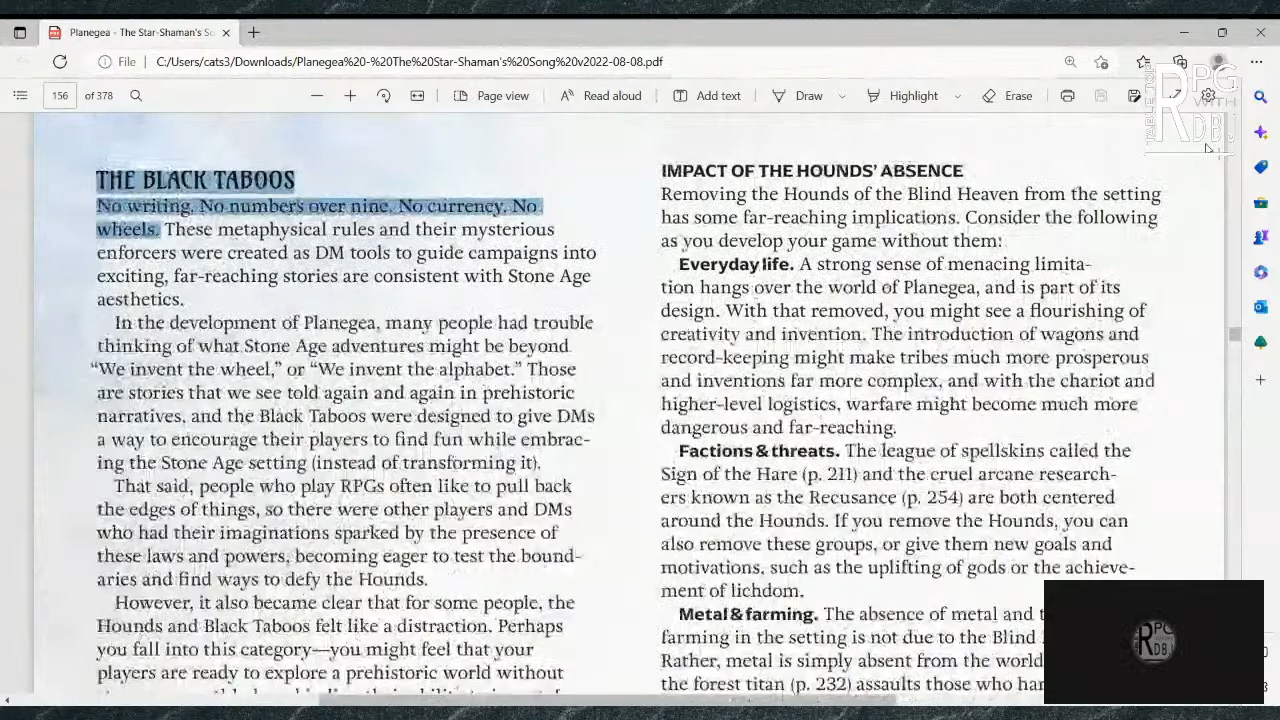 Planegea - The Star-Shaman's So
File
C:/Users/cats3/Downloads/Planegea%20-%20The%20Star-Shaman's%20Song%20v2022-08-08.pdf
156
of 378
Page view
Read aloud
Add text
Draw
Highlight
Erase
TABLE TOP
RPG
WITH
RDBJ
THE BLACK TABOOS
No writing. No numbers over nine. No currency. No
wheels. These metaphysical rules and their mysterious
enforcers were created as DM tools to guide campaigns into
exciting, far-reaching stories are consistent with Stone Age
aesthetics.
In the development of Planegea, many people had trouble
thinking of what Stone Age adventures might be beyond
“We invent the wheel,” or “We invent the alphabet.” Those
are stories that we see told again and again in prehistoric
narratives, and the Black Taboos were designed to give DMs
a way to encourage their players to find fun while embrac-
ing the Stone Age setting (instead of transforming it).
That said, people who play RPGs often like to pull back
the edges of things, so there were other players and DMs
who had their imaginations sparked by the presence of
these laws and powers, becoming eager to test the bound-
aries and find ways to defy the Hounds.
However, it also became clear that for some people, the
Hounds and Black Taboos felt like a distraction. Perhaps
you fall into this category—you might feel that your
players are ready to explore a prehistoric world without
IMPACT OF THE HOUNDS’ ABSENCE
Removing the Hounds of the Blind Heaven from the setting
has some far-reaching implications. Consider the following
as you develop your game without them:
Everyday life. A strong sense of menacing limita-
tion hangs over the world of Planegea, and is part of its
design. With that removed, you might see a flourishing of
creativity and invention. The introduction of wagons and
record-keeping might make tribes much more prosperous
and inventions far more complex, and with the chariot and
higher-level logistics, warfare might become much more
dangerous and far-reaching.
Factions & threats. The league of spellskins called the
Sign of the Hare (p. 211) and the cruel arcane research-
ers known as the Recusance (p. 254) are both centered
around the Hounds. If you remove the Hounds, you can
also remove these groups, or give them new goals and
motivations, such as the uplifting of gods or the achieve-
ment of lichdom.
Metal & farming. The absence of metal and
farming in the setting is not due to the Blind
Rather, metal is simply absent from the world
the forest titan (p. 232) assaults those who
RPG
RDBJ